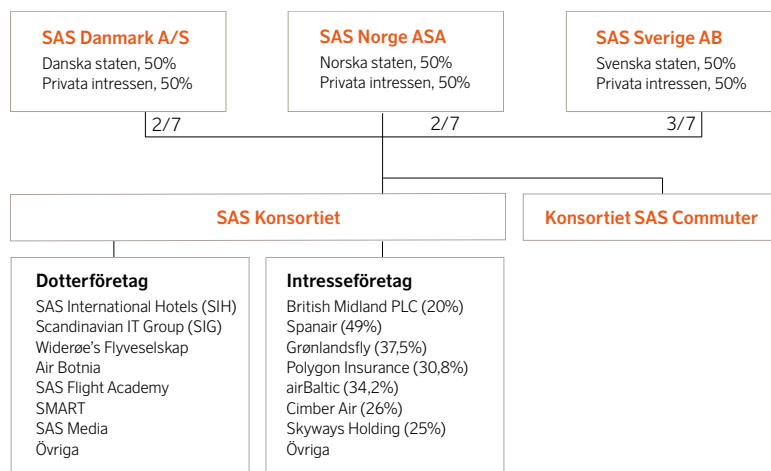 SAS Danmark A/S
Danska staten, 50%
Privata intressen, 50%
SAS Norge ASA
Norska staten, 50%
Privata intressen, 50%
SAS Sverige AB
Svenska staten, 50%
Privata intressen, 50%
2/7
2/7
3/7
SAS Konsortiet
Konsortiet SAS Commuter
Dotterföretag
SAS International Hotels (SIH)
Scandinavian IT Group (SIG)
Widerøe's Flyveselskap
Air Botnia
SAS Flight Academy
SMART
SAS Media
Övriga
Intresseföretag
British Midland PLC (20%)
Spanair (49%)
Grønlandsfly (37,5%)
Polygon Insurance (30,8%)
airBaltic (34,2%)
Cimber Air (26%)
Skyways Holding (25%)
Övriga